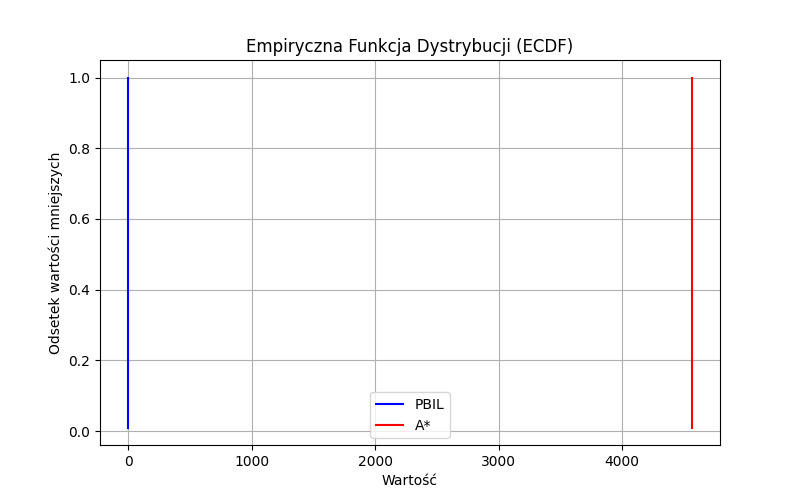 Empiryczna Funkcja Dystrybucji (ECDF)
1.0
0.8
0.6
0.4
0.2
0.0
Odsetek wartości mniejszych
PBIL
A*
0 1000 2000 3000 4000
Wartość